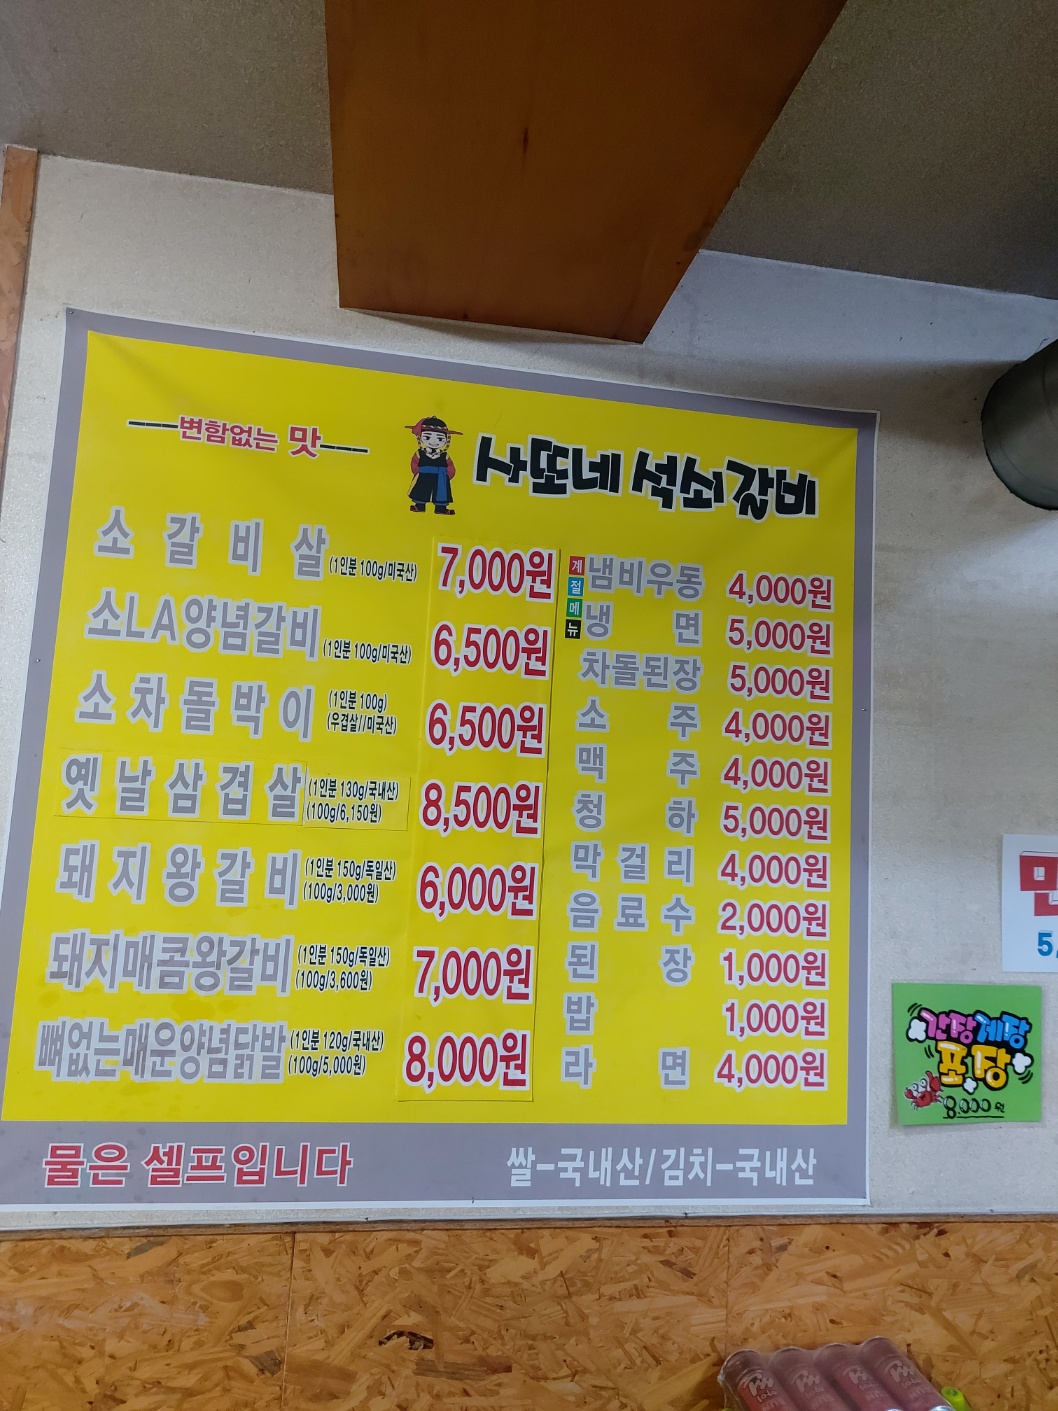 변함없는 맛
사또네 석쇠갈비
소갈비살 (1인분 100g/미국산) 7,000원
소LA양념갈비 (1인분 100g/미국산) 6,500원
소차돌박이 (1인분 100g)
(우겹살//미국산) 6,500원
옛날삼겹살 (1인분 130g/국내산)
(100g/6,150원) 8,500원
돼지왕갈비 (1인분 150g/독일산)
(100g/3,000원) 6,000원
돼지매콤왕갈비 (1인분 150g/독일산)
(100g/3,600원) 7,000원
뼈없는매운양념닭발 (1인분 120g/국내산)
(100g/5,000원) 8,000원
계절메뉴
냄비우동 4,000원
냉면 5,000원
차돌된장 5,000원
소주 4,000원
맥주 4,000원
청하 5,000원
막걸리 4,000원
음료수 2,000원
된장 1,000원
밥 1,000원
라면 4,000원
물은 셀프입니다
쌀-국내산/김치-국내산
5,
간장게장
포장
8,000원